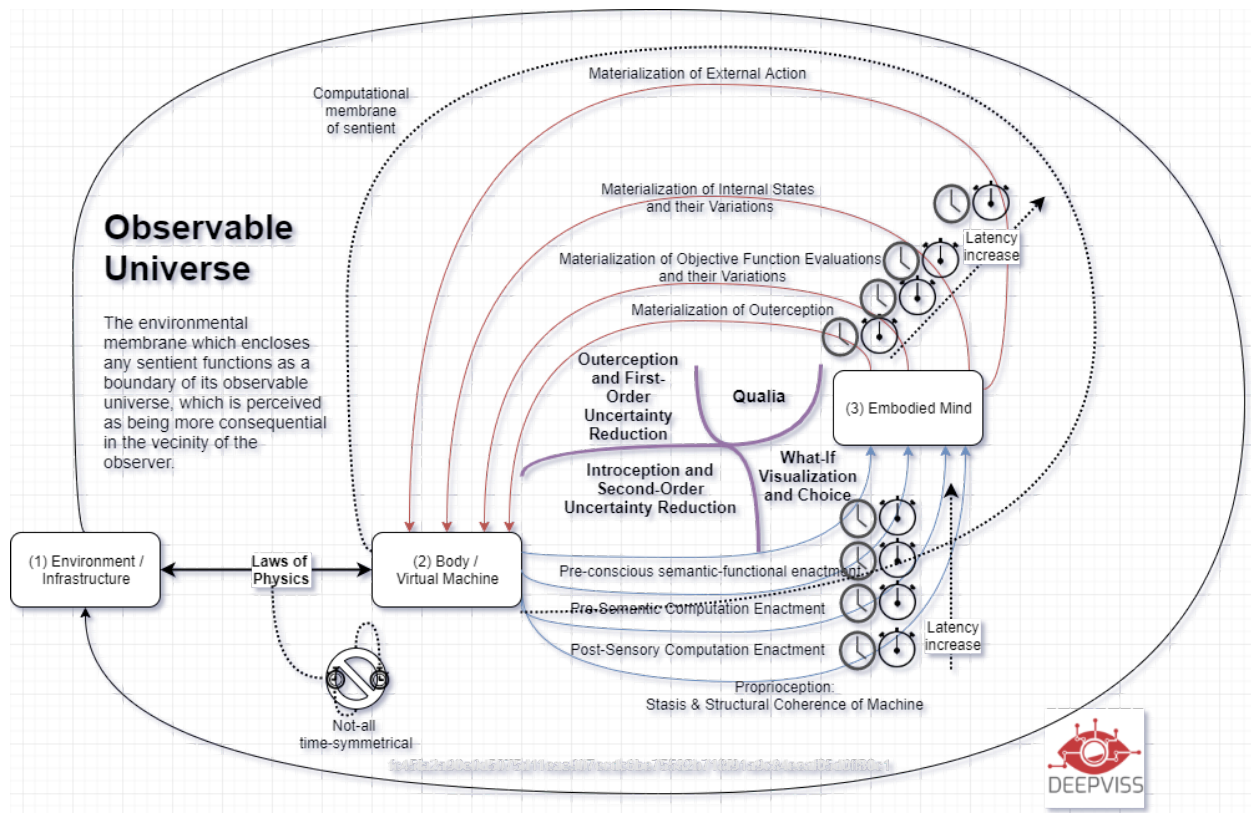 Materialization of External Action
Computational
membrane
of sentient
Materialization of Internal States
and their Variations
Observable
Universe
Latency
increase
Materialization of Objective Function Evaluations
and their Variations
Materialization of Outerception
The environmental
membrane which encloses
any sentient functions as a
boundary of its observable
universe, which is perceived
as being more consequential
in the vecinity of the
observer.
Outerception
and First-
Order
Uncertainty
Reduction
Qualia
(3) Embodied Mind
Introception and
Second-Order
Uncertainty Reduction
What-If
Visualization
and Choice
(1) Environment /
Infrastructure
Laws of
Physics
(2) Body /
Virtual Machine
Pre-conscious semantic-functional enactment
Pre-Semantic Computation Enactment
Post-Sensory Computation Enactment
Latency
increase
Proprioception:
Stasis & Structural Coherence of Machine
Not-all
time-symmetrical
DEEPVISS